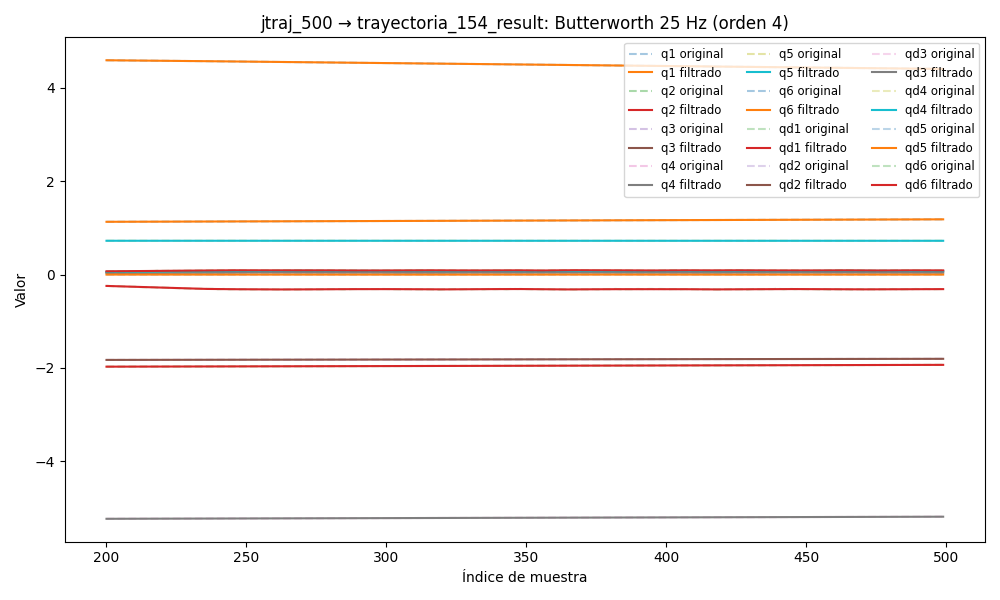 jtraj_500 → trayectoria_154_result: Butterworth 25 Hz (orden 4)
q1 original
q1 filtrado
q2 original
q2 filtrado
q3 original
q3 filtrado
q4 original
q4 filtrado
q5 original
q5 filtrado
q6 original
q6 filtrado
qd1 original
qd1 filtrado
qd2 original
qd2 filtrado
qd3 original
qd3 filtrado
qd4 original
qd4 filtrado
qd5 original
qd5 filtrado
qd6 original
qd6 filtrado
Valor
4
2
0
−2
−4
200
250
300
350
400
450
500
Índice de muestra